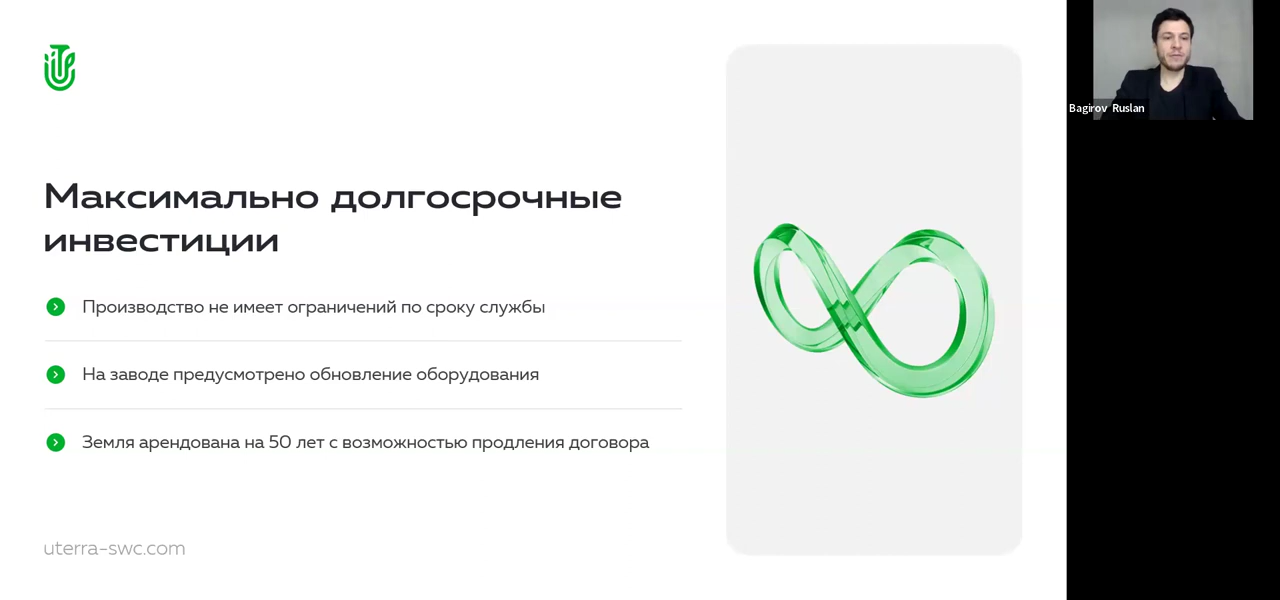 Максимально долгосрочные
инвестиции
Производство не имеет ограничений по сроку службы
На заводе предусмотрено обновление оборудования
Земля арендована на 50 лет с возможностью продления договора
uterra-swc.com
Bagirov Ruslan